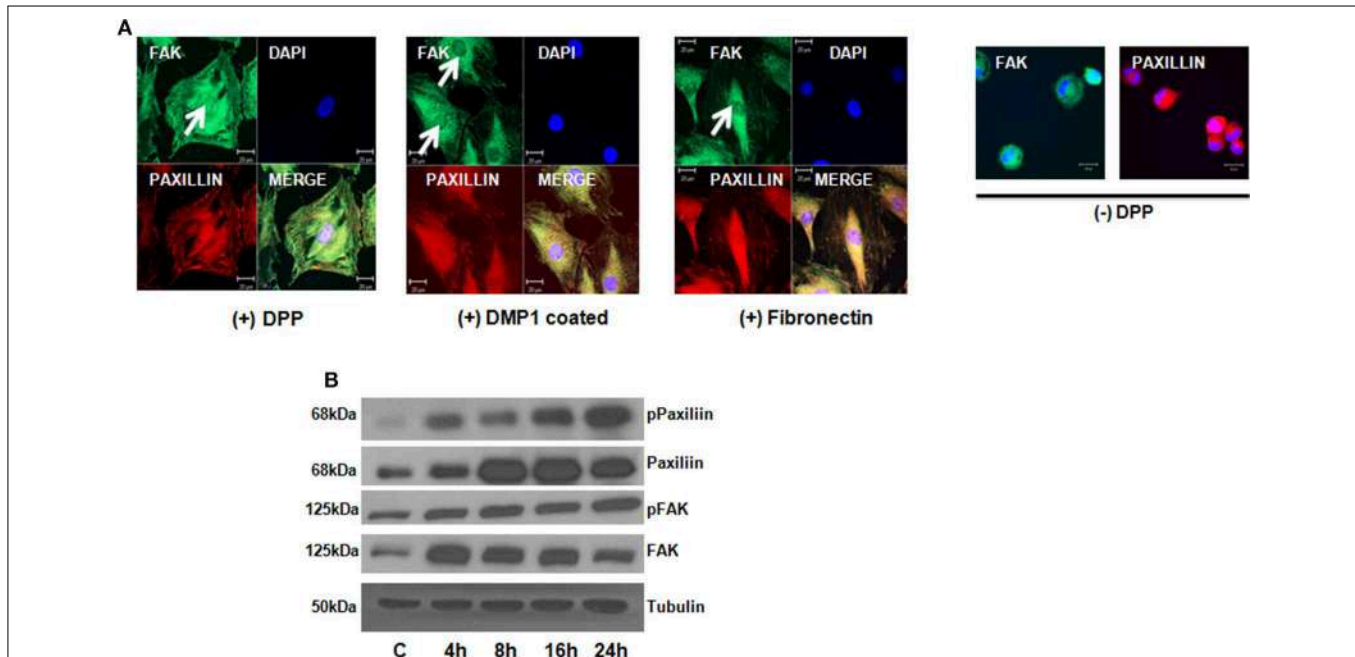 A
FAK DAPI
PAXILLIN MERGE
(+) DPP
FAK DAPI
PAXILLIN MERGE
(+) DMP1 coated
FAK DAPI
PAXILLIN MERGE
(+) Fibronectin
FAK PAXILLIN
(-) DPP
B
68kDa pPaxiliin
68kDa Paxiliin
125kDa pFAK
125kDa FAK
50kDa Tubulin
C 4h 8h 16h 24h